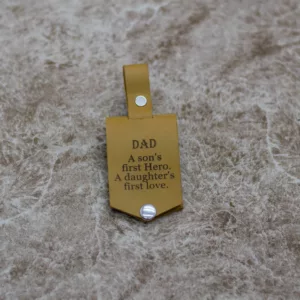 DAD
A son's
first Hero.
A daughter's
first love.